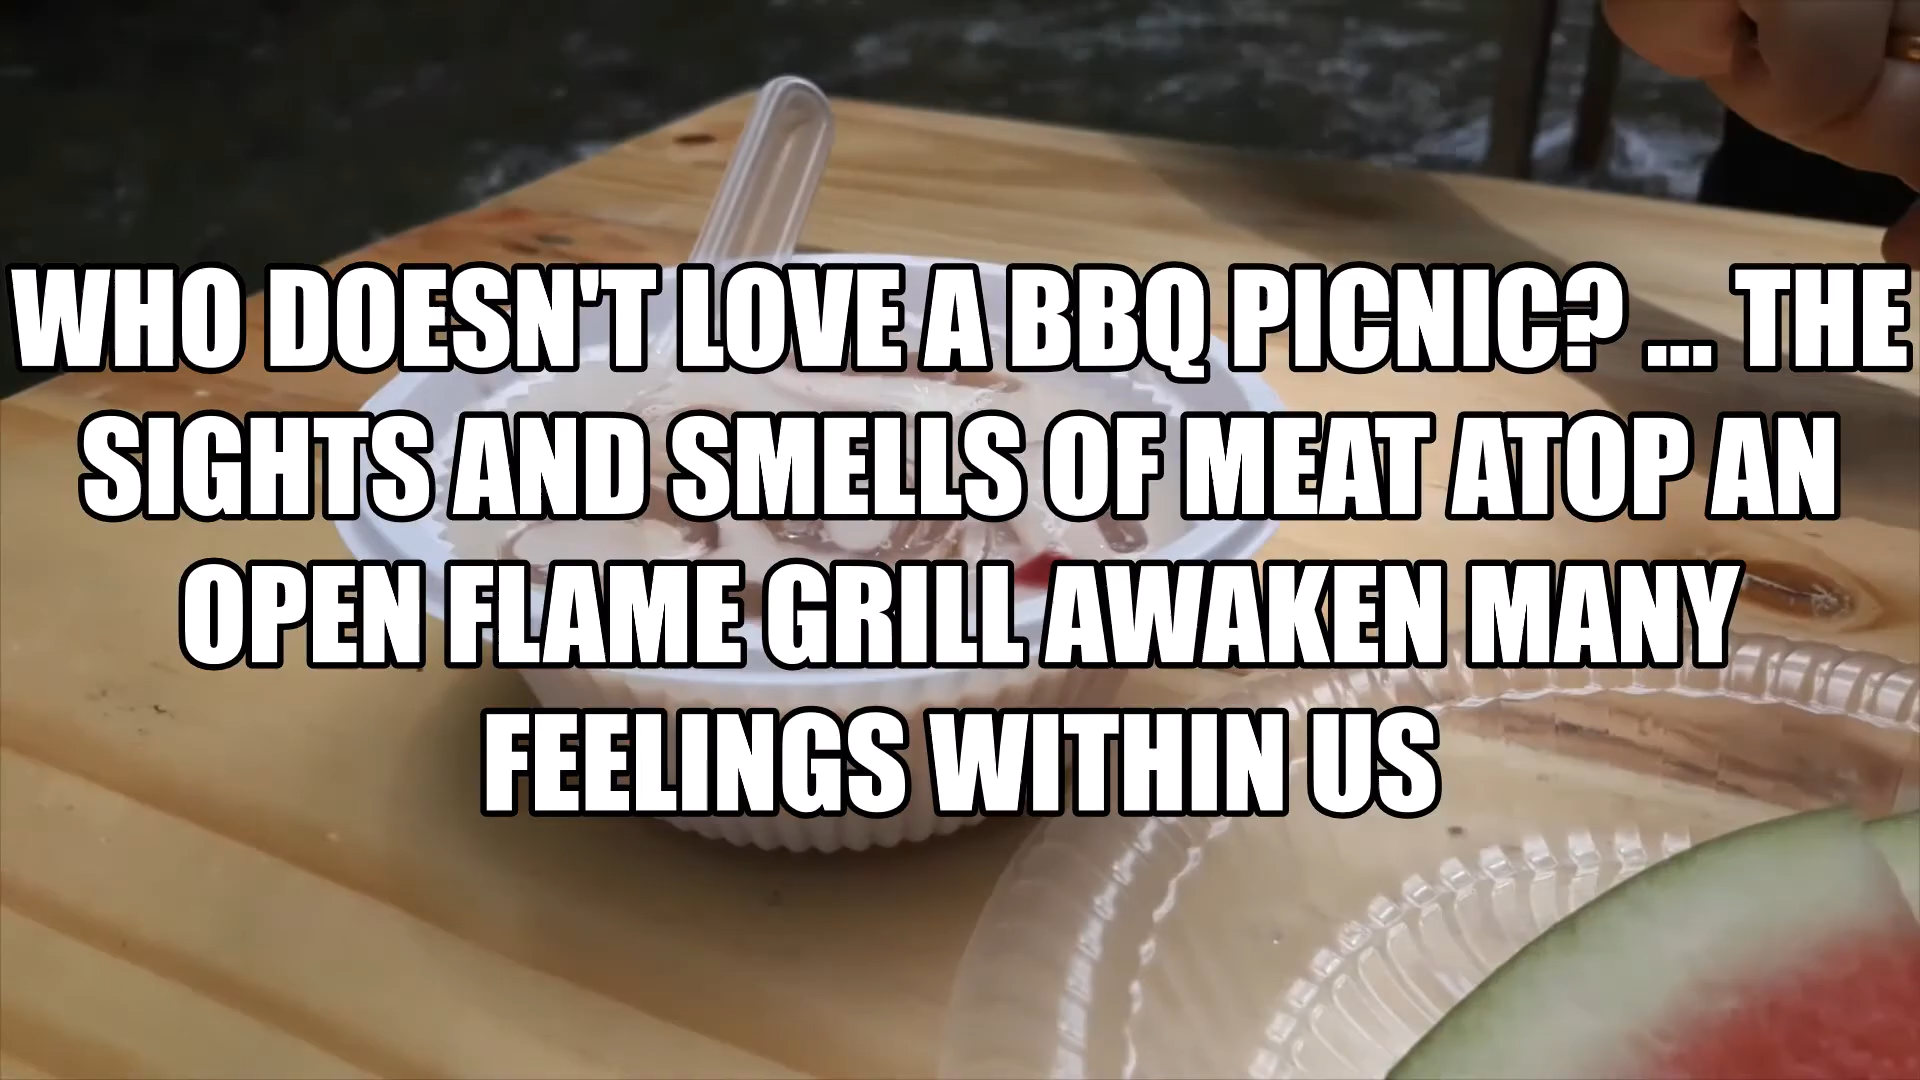 WHO DOESN'T LOVE A BBQ PICNIC? ... THE
SIGHTS AND SMELLS OF MEAT ATOP AN
OPEN FLAME GRILL AWAKEN MANY
FEELINGS WITHIN US